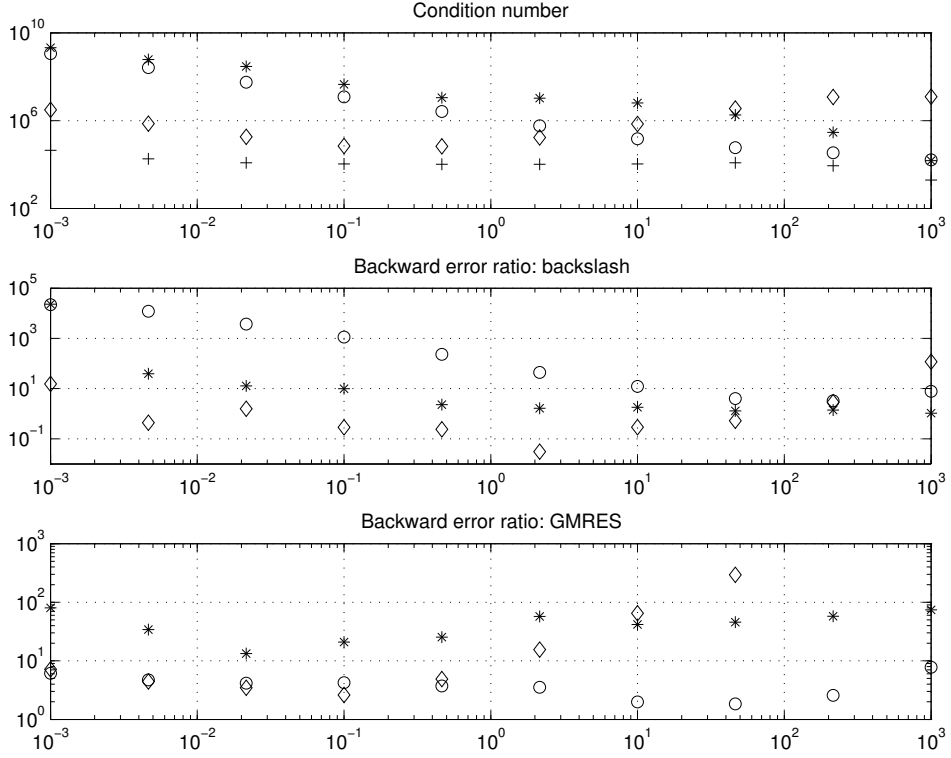 Condition number
10^10
10^6
10^2
10^−3 10^−2 10^−1 10^0 10^1 10^2 10^3
Backward error ratio: backslash
10^5
10^3
10^1
10^−1
10^−3 10^−2 10^−1 10^0 10^1 10^2 10^3
Backward error ratio: GMRES
10^3
10^2
10^1
10^0
10^−3 10^−2 10^−1 10^0 10^1 10^2 10^3